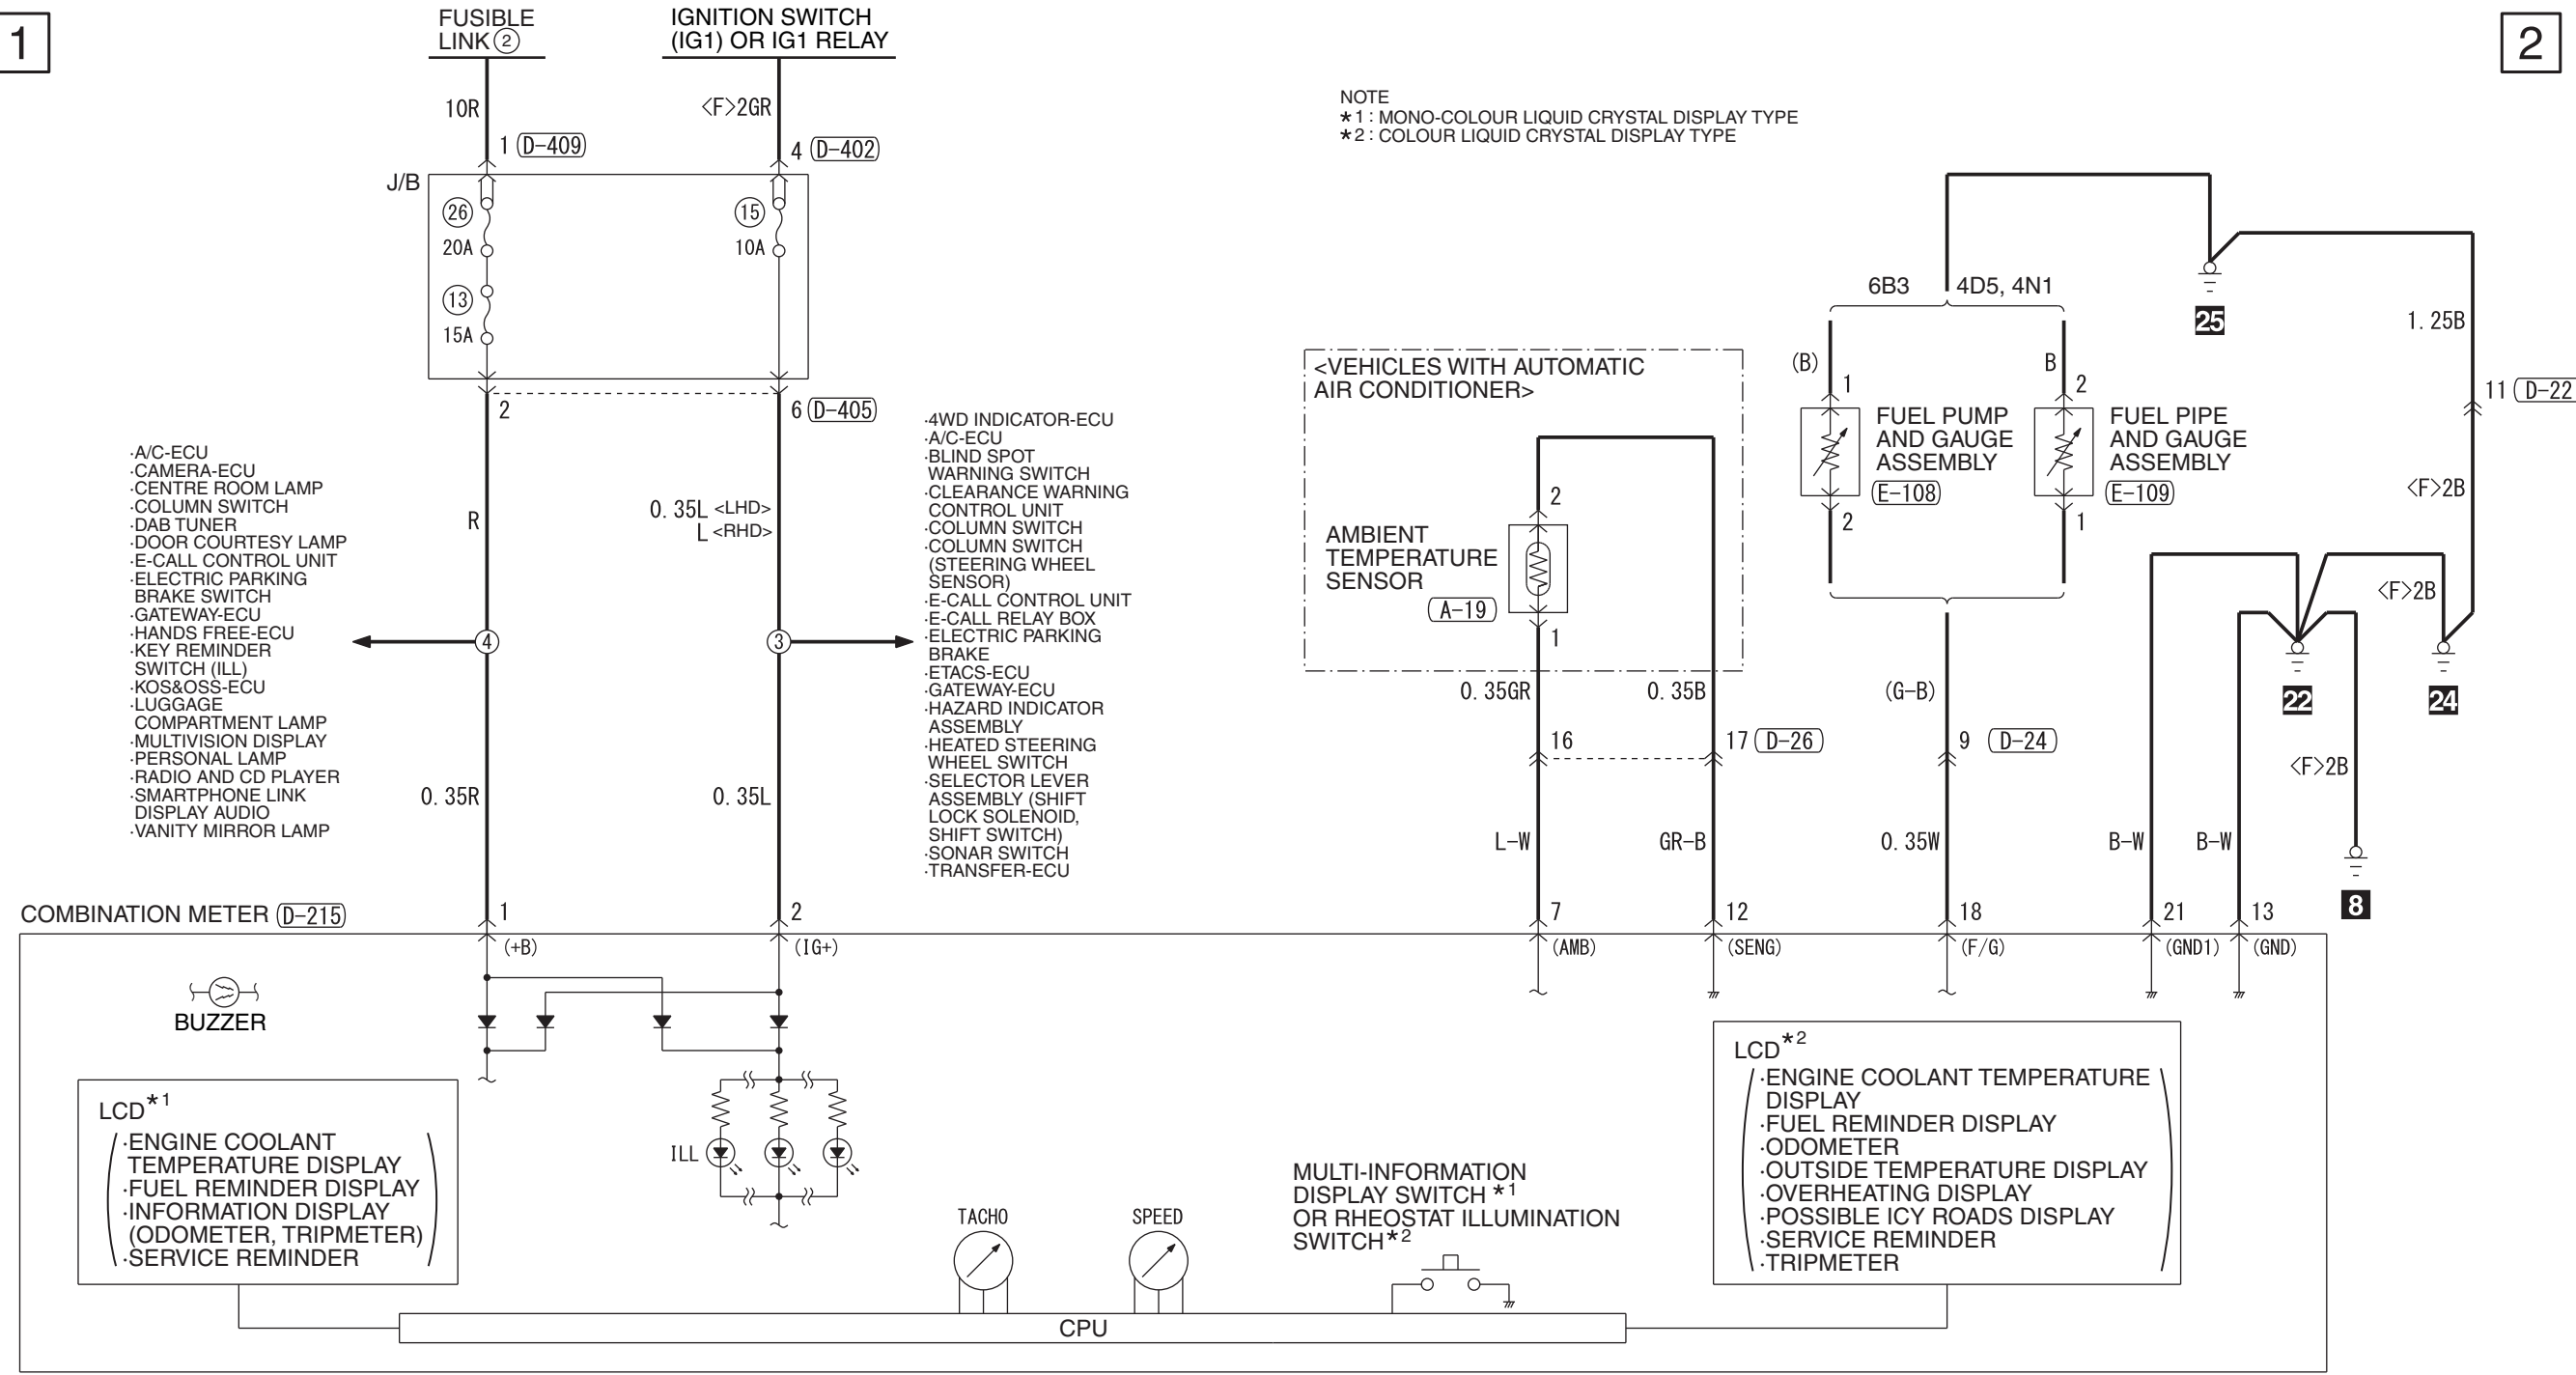 1
2
FUSIBLE
LINK ②
IGNITION SWITCH
(IG1) OR IG1 RELAY
10R
<F>2GR
1 (D-409)
4 (D-402)
NOTE
*1 : MONO-COLOUR LIQUID CRYSTAL DISPLAY TYPE
*2 : COLOUR LIQUID CRYSTAL DISPLAY TYPE
J/B
26
20A
15
10A
13
15A
2
6 (D-405)
·A/C-ECU
·CAMERA-ECU
·CENTRE ROOM LAMP
·COLUMN SWITCH
·DAB TUNER
·DOOR COURTESY LAMP
·E-CALL CONTROL UNIT
·ELECTRIC PARKING
BRAKE SWITCH
·GATEWAY-ECU
·HANDS FREE-ECU
·KEY REMINDER
SWITCH (ILL)
·KOS&OSS-ECU
·LUGGAGE
COMPARTMENT LAMP
·MULTIVISION DISPLAY
·PERSONAL LAMP
·RADIO AND CD PLAYER
·SMARTPHONE LINK
DISPLAY AUDIO
·VANITY MIRROR LAMP
R
0.35L <LHD>
L <RHD>
4
3
0.35R
0.35L
·4WD INDICATOR-ECU
·A/C-ECU
·BLIND SPOT
WARNING SWITCH
·CLEARANCE WARNING
CONTROL UNIT
·COLUMN SWITCH
·COLUMN SWITCH
(STEERING WHEEL
SENSOR)
·E-CALL CONTROL UNIT
·E-CALL RELAY BOX
·ELECTRIC PARKING
BRAKE
·ETACS-ECU
·GATEWAY-ECU
·HAZARD INDICATOR
ASSEMBLY
·HEATED STEERING
WHEEL SWITCH
·SELECTOR LEVER
ASSEMBLY (SHIFT
LOCK SOLENOID,
SHIFT SWITCH)
·SONAR SWITCH
·TRANSFER-ECU
<VEHICLES WITH AUTOMATIC
AIR CONDITIONER>
2
AMBIENT
TEMPERATURE
SENSOR
(A-19)
1
0.35GR
0.35B
16
17 (D-26)
L-W
GR-B
6B3
4D5, 4N1
(B)
1
B
2
FUEL PUMP
AND GAUGE
ASSEMBLY
(E-108)
FUEL PIPE
AND GAUGE
ASSEMBLY
(E-109)
2
1
(G-B)
9 (D-24)
0.35W
25
1.25B
11 (D-22
<F>2B
<F>2B
22
24
<F>2B
B-W
B-W
8
COMBINATION METER (D-215)
1
2
7
12
18
21
13
(+B)
(IG+)
(AMB)
(SENG)
(F/G)
(GND1)
(GND)
BUZZER
LCD*1
·ENGINE COOLANT
TEMPERATURE DISPLAY
·FUEL REMINDER DISPLAY
·INFORMATION DISPLAY
(ODOMETER, TRIPMETER)
·SERVICE REMINDER
ILL
TACHO
SPEED
MULTI-INFORMATION
DISPLAY SWITCH *1
OR RHEOSTAT ILLUMINATION
SWITCH*2
LCD*2
·ENGINE COOLANT TEMPERATURE
DISPLAY
·FUEL REMINDER DISPLAY
·ODOMETER
·OUTSIDE TEMPERATURE DISPLAY
·OVERHEATING DISPLAY
·POSSIBLE ICY ROADS DISPLAY
·SERVICE REMINDER
·TRIPMETER
CPU